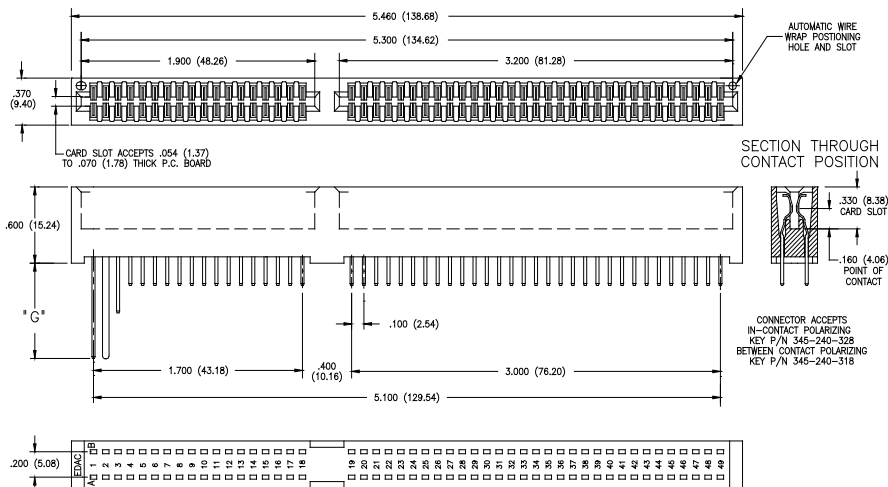 5.460 (138.68)
5.300 (134.62)
1.900 (48.26)
3.200 (81.28)
AUTOMATIC WIRE
WRAP POSTIONING
HOLE AND SLOT
.370
(9.40)
CARD SLOT ACCEPTS .054 (1.37)
TO .070 (1.78) THICK P.C. BOARD
SECTION THROUGH
CONTACT POSITION
.600 (15.24)
.330 (8.38)
CARD SLOT
.160 (4.06)
POINT OF
CONTACT
"G"
.100 (2.54)
CONNECTOR ACCEPTS
IN-CONTACT POLARIZING
KEY P/N 345-240-328
BETWEEN CONTACT POLARIZING
KEY P/N 345-240-318
1.700 (43.18)
.400
(10.16)
3.000 (76.20)
5.100 (129.54)
.200 (5.08)
EDAC
B
1 2 3 4 5 6 7 8 9 10 11 12 13 14 15 16 17 18 19 20 21 22 23 24 25 26 27 28 29 30 31 32 33 34 35 36 37 38 39 40 41 42 43 44 45 46 47 48 49
A